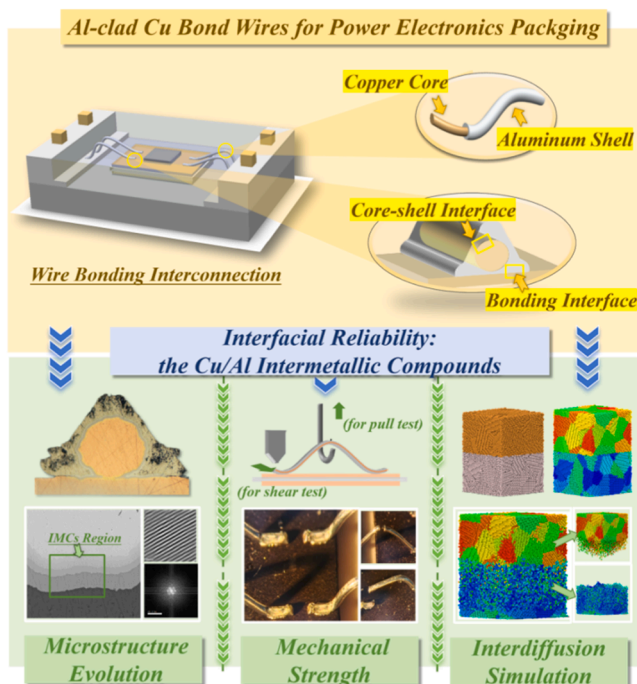 Al-clad Cu Bond Wires for Power Electronics Packging
Copper Core
Aluminum Shell
Core-shell Interface
Wire Bonding Interconnection
Bonding Interface
Interfacial Reliability:
the Cu/Al Intermetallic Compounds
(for pull test)
(for shear test)
IMCs Region
Microstructure
Evolution
Mechanical
Strength
Interdiffusion
Simulation